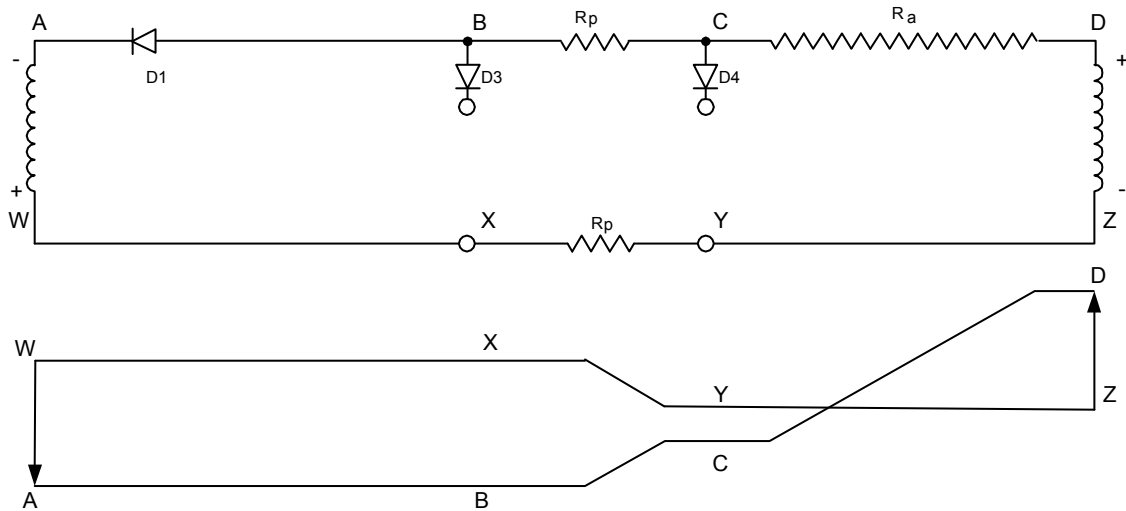 A B Rp C Ra D
D1 D3 D4
- +
+ -
W X Rp Y Z
D
W X
Y Z
C
A B